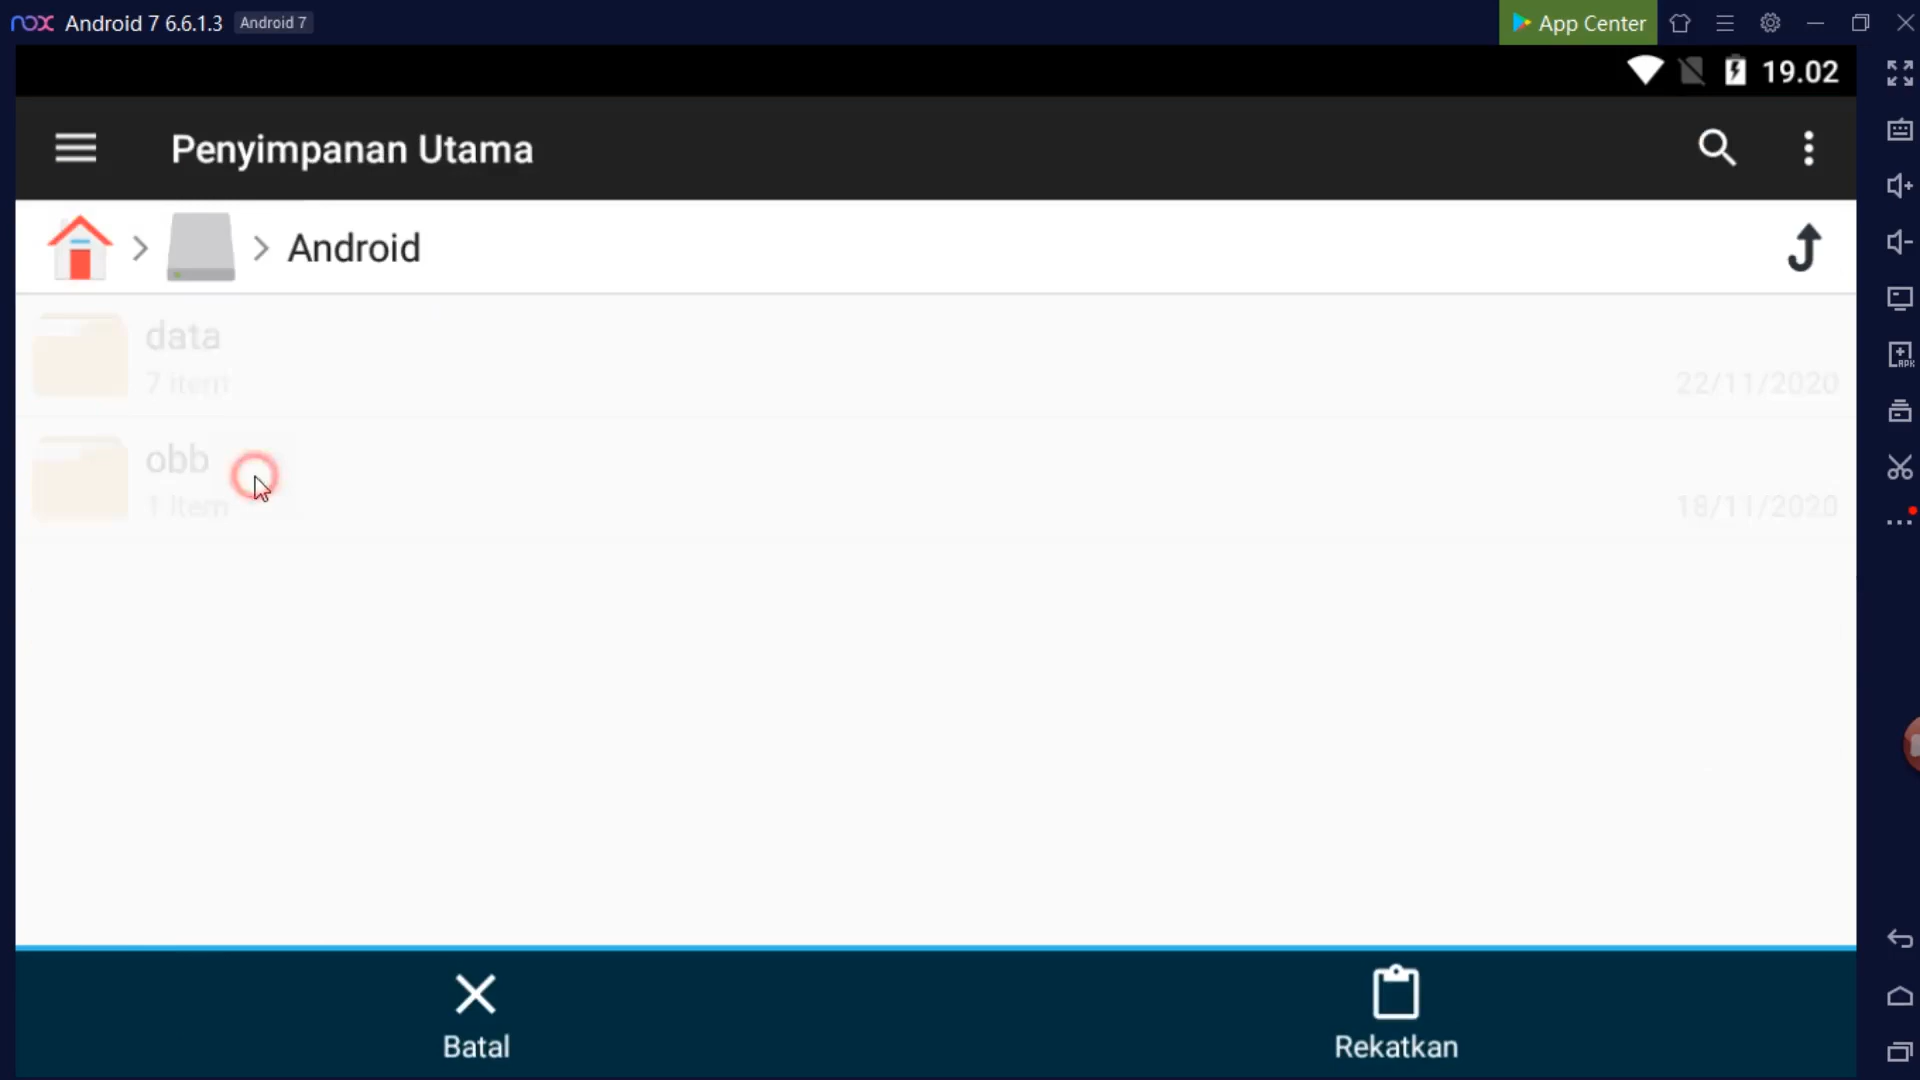 nox Android 7 6.6.1.3 Android 7
App Center
19.02
Penyimpanan Utama
Android
data
7 item
22/11/2020
obb
1 item
18/11/2020
Batal
Rekatkan